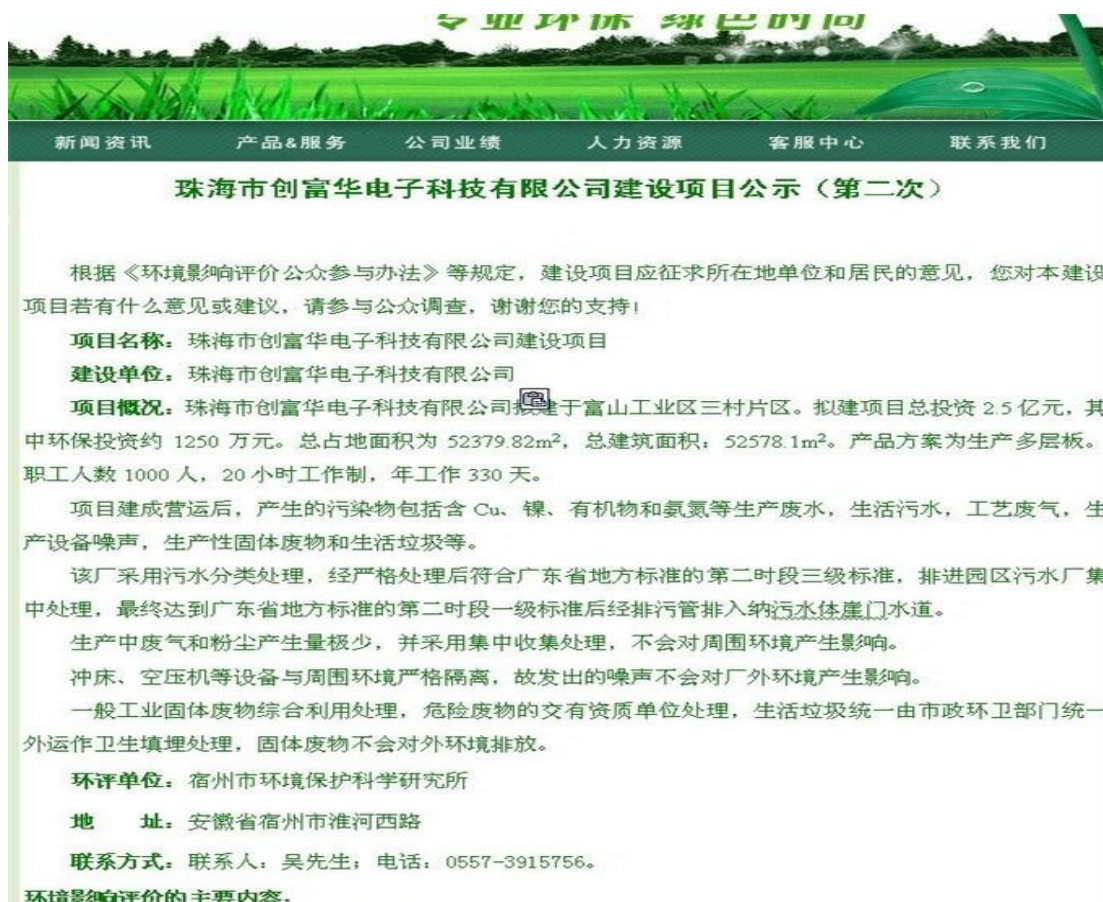 专业环保 绿色时尚
新闻资讯 产品&服务 公司业绩 人力资源 客服中心 联系我们
珠海市创富华电子科技有限公司建设项目公示（第二次）
根据《环境影响评价公众参与办法》等规定，建设项目应征求所在地单位和居民的意见，您对本建设
项目若有什么意见或建议，请参与公众调查，谢谢您的支持！
项目名称：珠海市创富华电子科技有限公司建设项目
建设单位：珠海市创富华电子科技有限公司
项目概况：珠海市创富华电子科技有限公司拟建于富山工业区三村片区。拟建项目总投资 2.5 亿元，其
中环保投资约 1250 万元。总占地面积为 52379.82m²，总建筑面积：52578.1m²。产品方案为生产多层板。
职工人数 1000 人，20 小时工作制，年工作 330 天。
项目建成营运后，产生的污染物包括含 Cu、镍、有机物和氨氮等生产废水，生活污水，工艺废气，生
产设备噪声，生产性固体废物和生活垃圾等。
该厂采用污水分类处理，经严格处理后符合广东省地方标准的第二时段三级标准，排进园区污水厂集
中处理，最终达到广东省地方标准的第二时段一级标准后经排污管排入纳污水体崖门水道。
生产中废气和粉尘产生量极少，并采用集中收集处理，不会对周围环境产生影响。
冲床、空压机等设备与周围环境严格隔离，故发出的噪声不会对厂外环境产生影响。
一般工业固体废物综合利用处理，危险废物的交有资质单位处理，生活垃圾统一由市政环卫部门统一
外运作卫生填埋处理，固体废物不会对外环境排放。
环评单位：宿州市环境保护科学研究所
地 址：安徽省宿州市淮河西路
联系方式：联系人：吴先生；电话：0557-3915756。
环境影响评价的主要内容：